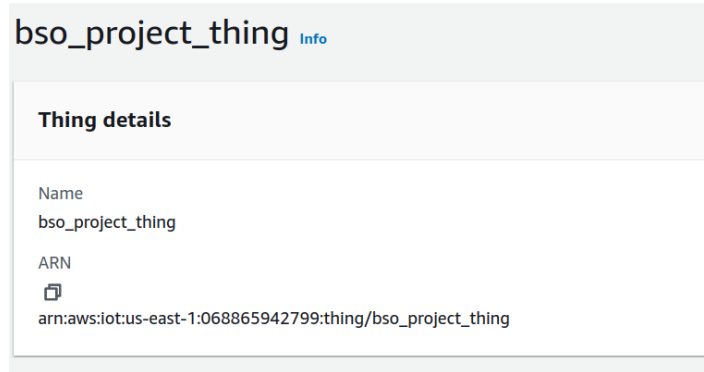 bso_project_thing Info
Thing details
Name
bso_project_thing
ARN
arn:aws:iot:us-east-1:068865942799:thing/bso_project_thing